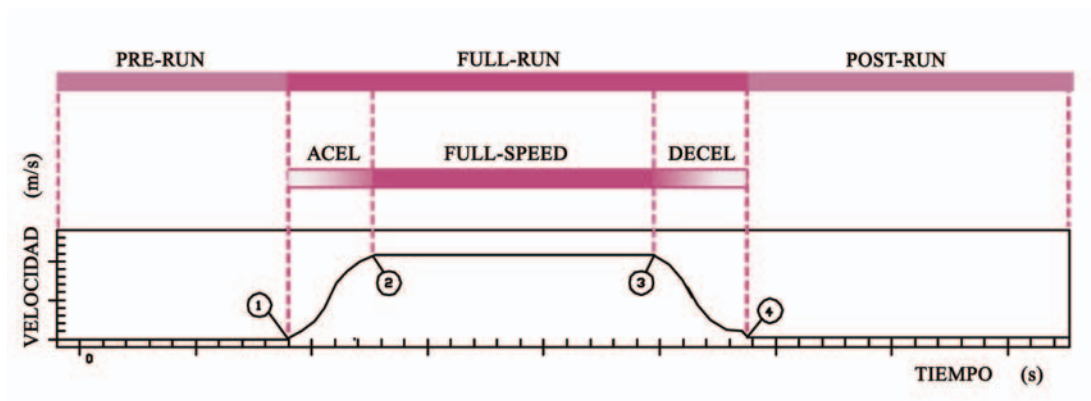 PRE-RUN FULL-RUN POST-RUN
ACEL FULL-SPEED DECEL
VELOCIDAD (m/s)
1 2 3 4
0
TIEMPO (s)